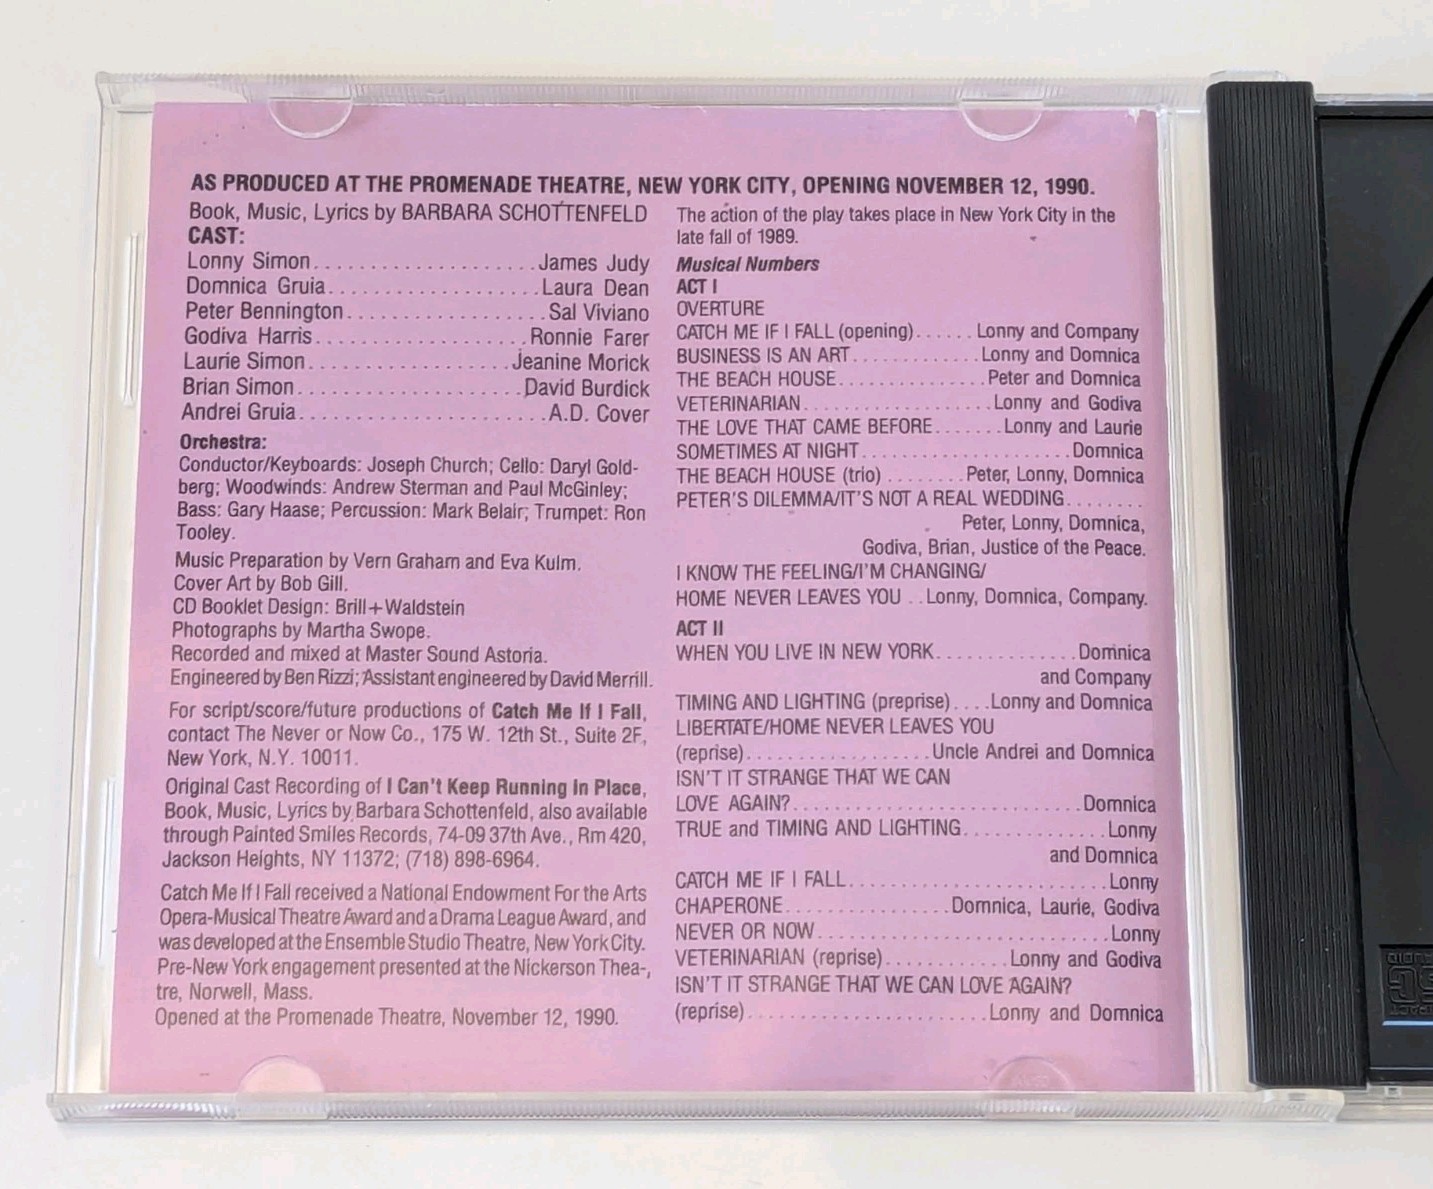 AS PRODUCED AT THE PROMENADE THEATRE, NEW YORK CITY, OPENING NOVEMBER 12, 1990.
Book, Music, Lyrics by BARBARA SCHOTTENFELD
CAST:
Lonny Simon....................James Judy
Domnica Gruia...................Laura Dean
Peter Bennington..................Sal Viviano
Godiva Harris...................Ronnie Farer
Laurie Simon..................Jeanine Morick
Brian Simon....................David Burdick
Andrei Gruia......................A.D. Cover
Orchestra:
Conductor/Keyboards: Joseph Church; Cello: Daryl Gold-
berg; Woodwinds: Andrew Sterman and Paul McGinley;
Bass: Gary Haase; Percussion: Mark Belair; Trumpet: Ron
Tooley.
Music Preparation by Vern Graham and Eva Kulm.
Cover Art by Bob Gill.
CD Booklet Design: Brill+Waldstein
Photographs by Martha Swope.
Recorded and mixed at Master Sound Astoria.
Engineered by Ben Rizzi; Assistant engineered by David Merrill.
For script/score/future productions of Catch Me If I Fall,
contact The Never or Now Co., 175 W. 12th St., Suite 2F,
New York, N.Y. 10011.
Original Cast Recording of I Can't Keep Running In Place,
Book, Music, Lyrics by Barbara Schottenfeld, also available
through Painted Smiles Records, 74-09 37th Ave., Rm 420,
Jackson Heights, NY 11372; (718) 898-6964.
Catch Me If I Fall received a National Endowment For the Arts
Opera-Musical Theatre Award and a Drama League Award, and
was developed at the Ensemble Studio Theatre, New York City.
Pre-New York engagement presented at the Nickerson Thea-,
tre, Norwell, Mass.
Opened at the Promenade Theatre, November 12, 1990.
The action of the play takes place in New York City in the
late fall of 1989.
Musical Numbers
ACT I
OVERTURE
CATCH ME IF I FALL (opening)......Lonny and Company
BUSINESS IS AN ART.............Lonny and Domnica
THE BEACH HOUSE...............Peter and Domnica
VETERINARIAN...................Lonny and Godiva
THE LOVE THAT CAME BEFORE.......Lonny and Laurie
SOMETIMES AT NIGHT......................Domnica
THE BEACH HOUSE (trio) ........Peter, Lonny, Domnica
PETER'S DILEMMA/IT'S NOT A REAL WEDDING........
Peter, Lonny, Domnica,
Godiva, Brian, Justice of the Peace.
I KNOW THE FEELING/I'M CHANGING/
HOME NEVER LEAVES YOU ..Lonny, Domnica, Company.
ACT II
WHEN YOU LIVE IN NEW YORK...............Domnica
and Company
TIMING AND LIGHTING (preprise)....Lonny and Domnica
LIBERTATE/HOME NEVER LEAVES YOU
(reprise)...................Uncle Andrei and Domnica
ISN'T IT STRANGE THAT WE CAN
LOVE AGAIN?..............................Domnica
TRUE and TIMING AND LIGHTING...............Lonny
and Domnica
CATCH ME IF I FALL...........................Lonny
CHAPERONE.................Domnica, Laurie, Godiva
NEVER OR NOW...............................Lonny
VETERINARIAN (reprise)............Lonny and Godiva
ISN'T IT STRANGE THAT WE CAN LOVE AGAIN?
(reprise).......................Lonny and Domnica